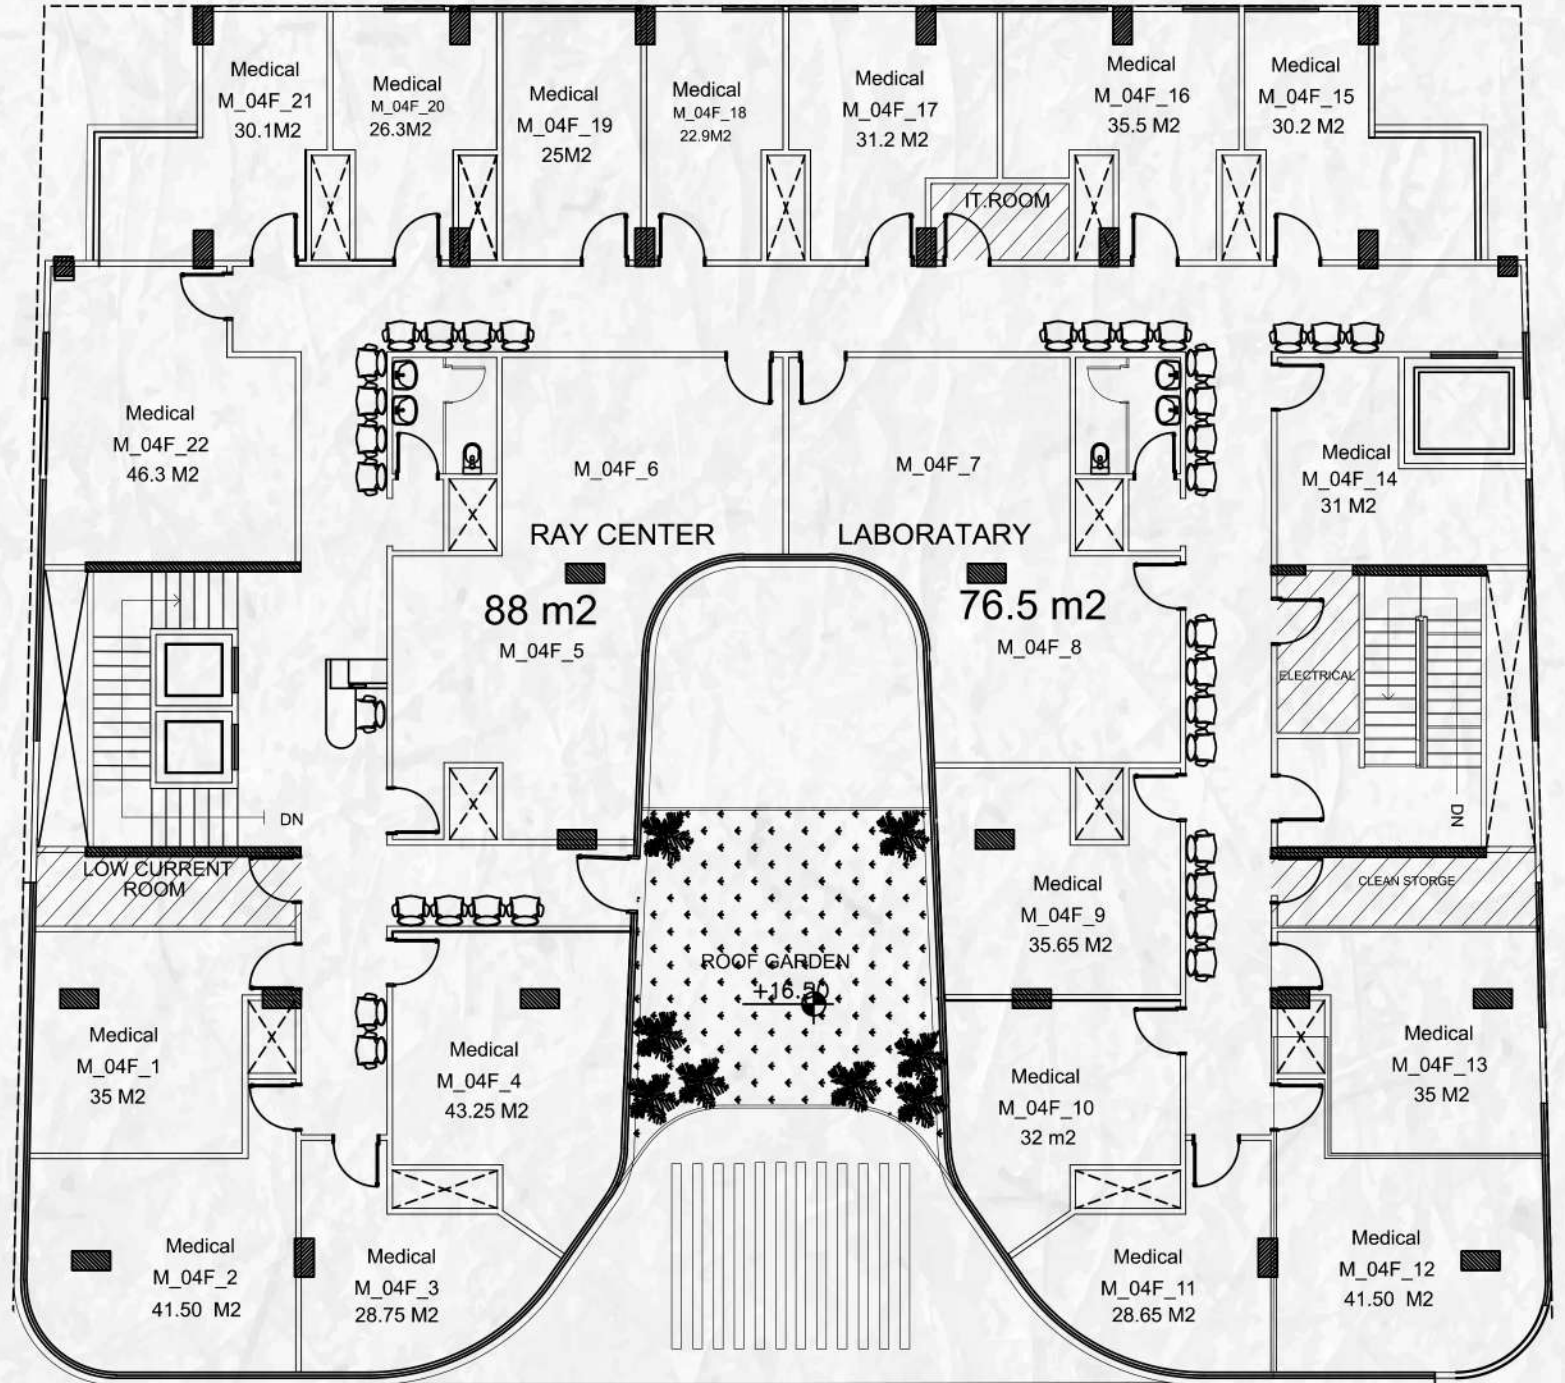 Medical
M_04F_21
30.1M2
Medical
M_04F_20
26.3M2
Medical
M_04F_19
25M2
Medical
M_04F_18
22.9M2
Medical
M_04F_17
31.2 M2
Medical
M_04F_16
35.5 M2
Medical
M_04F_15
30.2 M2
IT.ROOM
Medical
M_04F_22
46.3 M2
M_04F_6
RAY CENTER
88 m2
M_04F_5
M_04F_7
LABORATARY
76.5 m2
M_04F_8
Medical
M_04F_14
31 M2
ELECTRICAL
DN
DN
LOW CURRENT
ROOM
CLEAN STORGE
Medical
M_04F_9
35.65 M2
ROOF GARDEN
+16.50
Medical
M_04F_1
35 M2
Medical
M_04F_4
43.25 M2
Medical
M_04F_10
32 m2
Medical
M_04F_13
35 M2
Medical
M_04F_2
41.50 M2
Medical
M_04F_3
28.75 M2
Medical
M_04F_11
28.65 M2
Medical
M_04F_12
41.50 M2